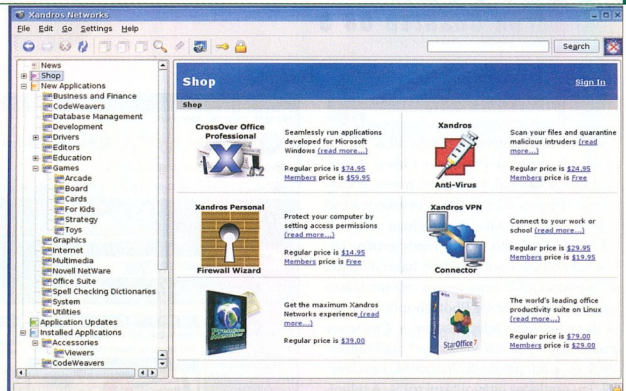 Xandros Networks
File Edit Go Settings Help
Search
News
Shop
New Applications
Business and Finance
CodeWeavers
Database Management
Development
Drivers
Editors
Education
Games
Arcade
Board
Cards
For Kids
Strategy
Toys
Graphics
Internet
Multimedia
Novell NetWare
Office Suite
Spell Checking Dictionaries
System
Utilities
Application Updates
Installed Applications
Accessories
Viewers
CodeWeavers
Shop
Sign In
Shop
CrossOver Office
Professional
Seamlessly run applications
developed for Microsoft
Windows (read more...)
Regular price is $74.95
Members price is $59.95
Xandros
Anti-Virus
Scan your files and quarantine
malicious intruders (read
more...)
Regular price is $24.95
Members price is Free
Xandros Personal
Firewall Wizard
Protect your computer by
setting access permissions
(read more...)
Regular price is $14.95
Members price is Free
Xandros VPN
Connector
Connect to your work or
school (read more...)
Regular price is $29.95
Members price is $19.95
Premium
Member
Get the maximum Xandros
Networks experience (read
more...)
Regular price is $39.00
StarOffice 7
The world's leading office
productivity suite on Linux
(read more...)
Regular price is $79.00
Members price is $29.00